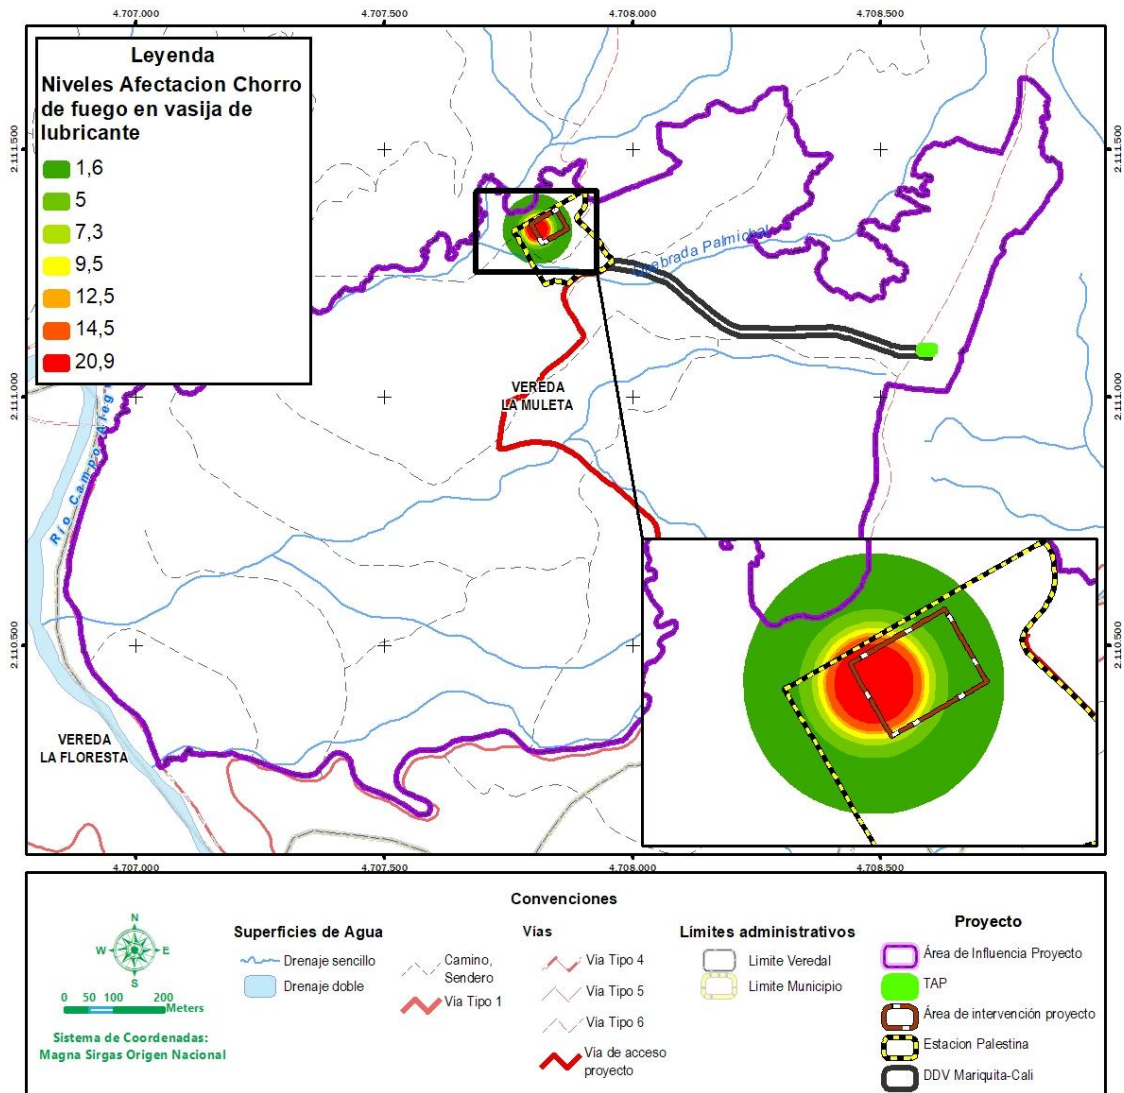 4.707.000
4.707.500
4.708.000
4.708.500
Leyenda
Niveles Afectacion Chorro
de fuego en vasija de
lubricante
1,6
5
7,3
9,5
12,5
14,5
20,9
2.111.500
2.111.500
2.111.000
2.111.000
2.110.500
2.110.500
Quebrada Palmichal
VEREDA
LA MULETA
Río Campo Aleg
VEREDA
LA FLORESTA
4.707.000
4.707.500
4.708.000
4.708.500
Convenciones
N
W
E
S
0
50
100
200
Meters
Sistema de Coordenadas:
Magna Sirgas Origen Nacional
Superficies de Agua
Drenaje sencillo
Drenaje doble
Vías
Camino,
Sendero
Via Tipo 1
Via Tipo 4
Via Tipo 5
Via Tipo 6
Via de acceso
proyecto
Límites administrativos
Limite Veredal
Limite Municipio
Proyecto
Área de Influencia Proyecto
TAP
Área de intervención proyecto
Estacion Palestina
DDV Mariquita-Cali